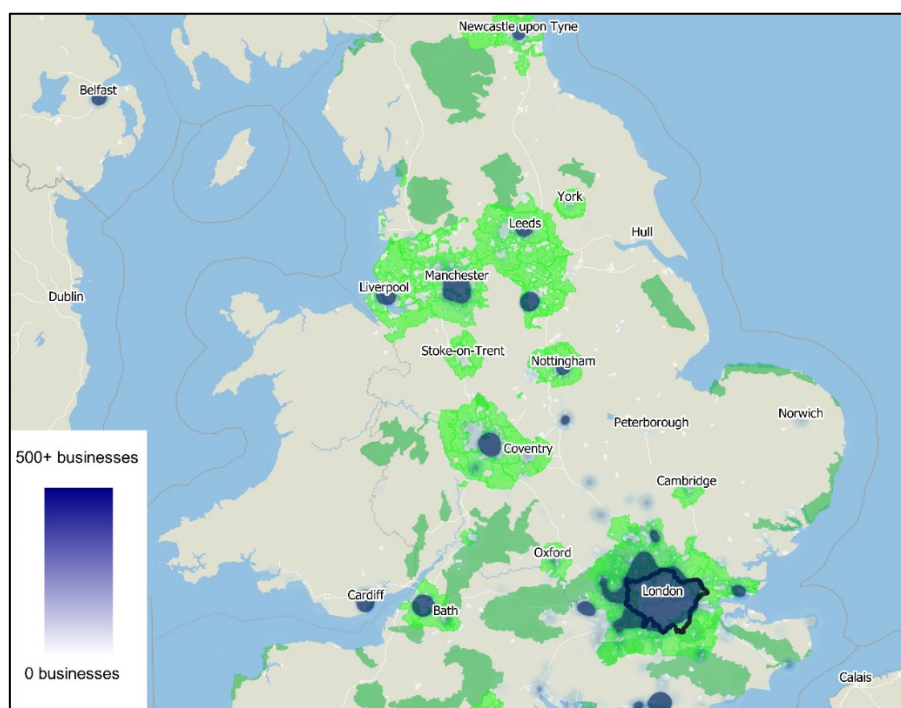 Newcastle upon Tyne
Belfast
York
Leeds
Hull
Manchester
Liverpool
Dublin
Stoke-on-Trent
Nottingham
Peterborough
Norwich
Coventry
500+ businesses
Cambridge
Oxford
London
Cardiff
Bath
0 businesses
Calais